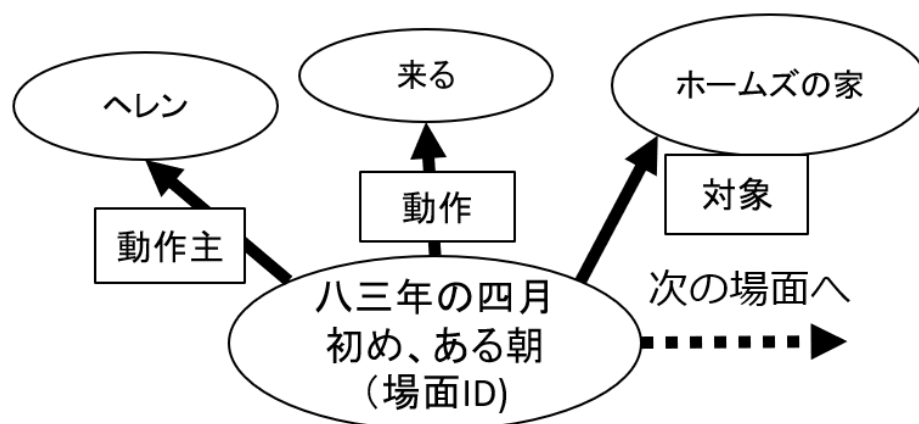 ヘレン
来る
ホームズの家
動作主
動作
対象
八三年の四月
初め、ある朝
（場面ID)
次の場面へ